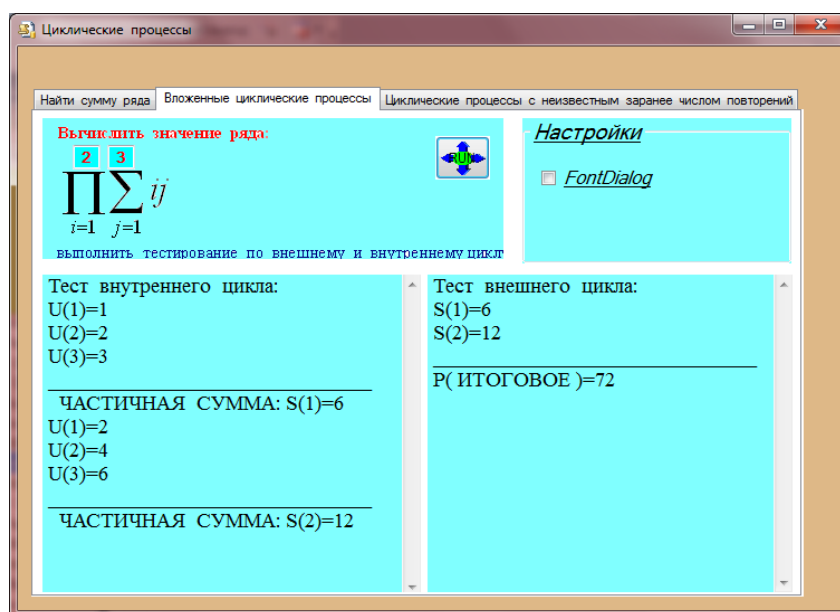 Циклические процессы
Найти сумму ряда Вложенные циклические процессы Циклические процессы с неизвестным заранее числом повторений
Вычислить значение ряда:
2 3
∏ ∑ ij
i=1 j=1
RUN
выполнить тестирование по внешнему и внутреннему цикл
Настройки
FontDialog
Тест внутреннего цикла:
U(1)=1
U(2)=2
U(3)=3
ЧАСТИЧНАЯ СУММА: S(1)=6
U(1)=2
U(2)=4
U(3)=6
ЧАСТИЧНАЯ СУММА: S(2)=12
Тест внешнего цикла:
S(1)=6
S(2)=12
P( ИТОГОВОЕ )=72